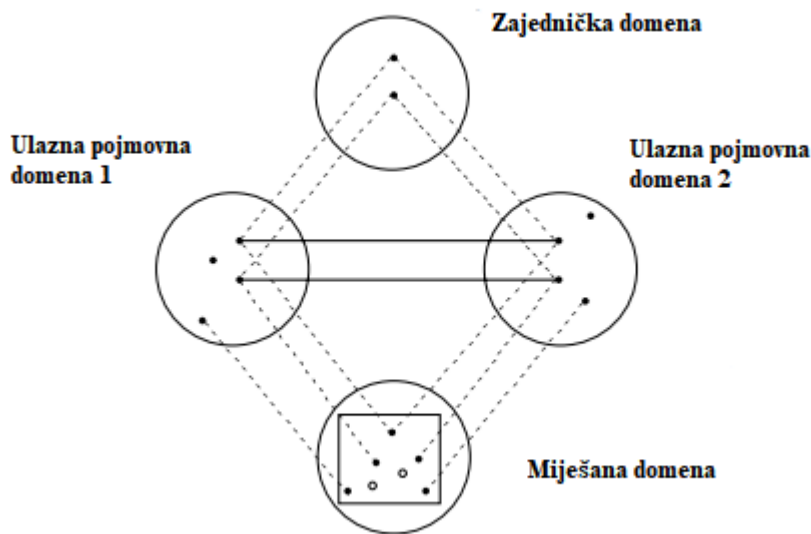 Zajednička domena
Ulazna pojmovna
domena 1
Ulazna pojmovna
domena 2
Miješana domena